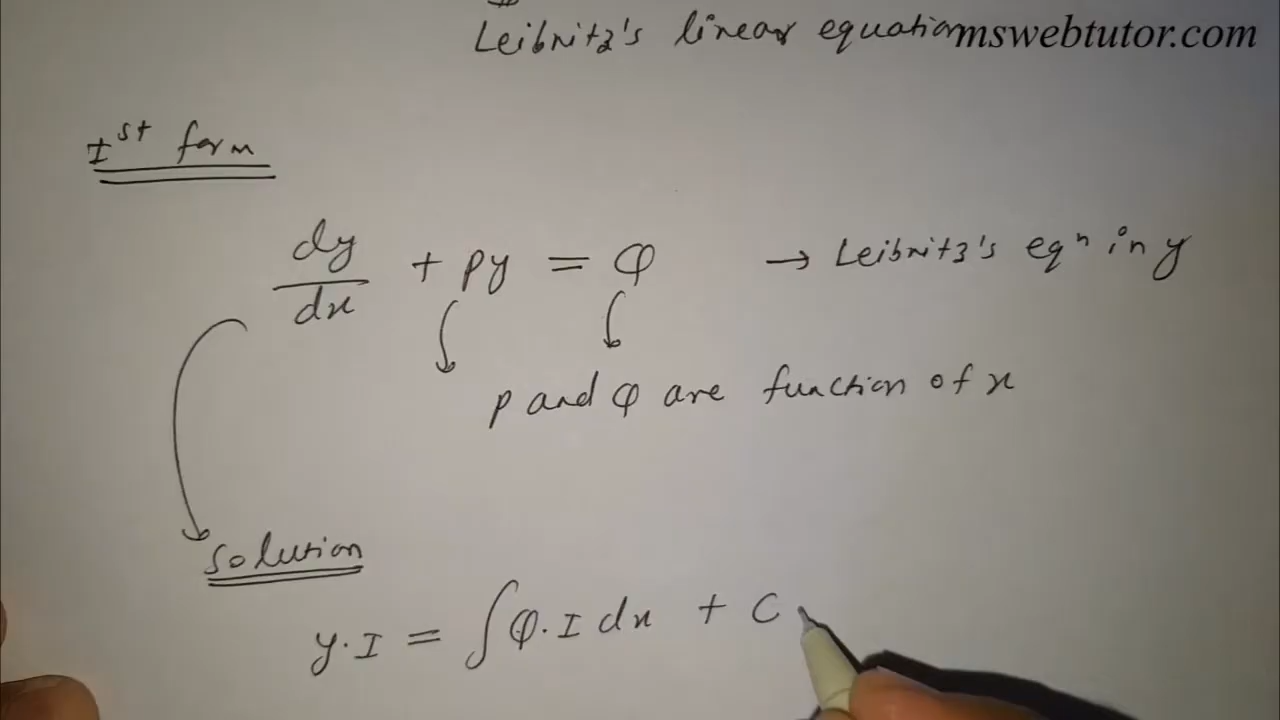 Leibnitz's linear equation mswebtutor.com
Ist form
dy/dx + py = φ → Leibnitz's eqⁿ in y
p and φ are function of x
Solution
y·I = ∫φ·I dx + C